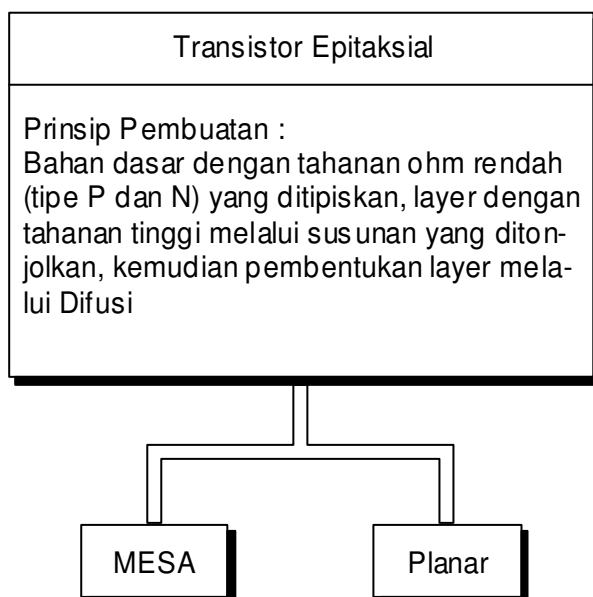 Transistor Epitaksial
Prinsip Pembuatan :
Bahan dasar dengan tahanan ohm rendah
(tipe P dan N) yang ditipiskan, layer dengan
tahanan tinggi melalui susunan yang diton-
jolkan, kemudian pembentukan layer mela-
lui Difusi
MESA
Planar